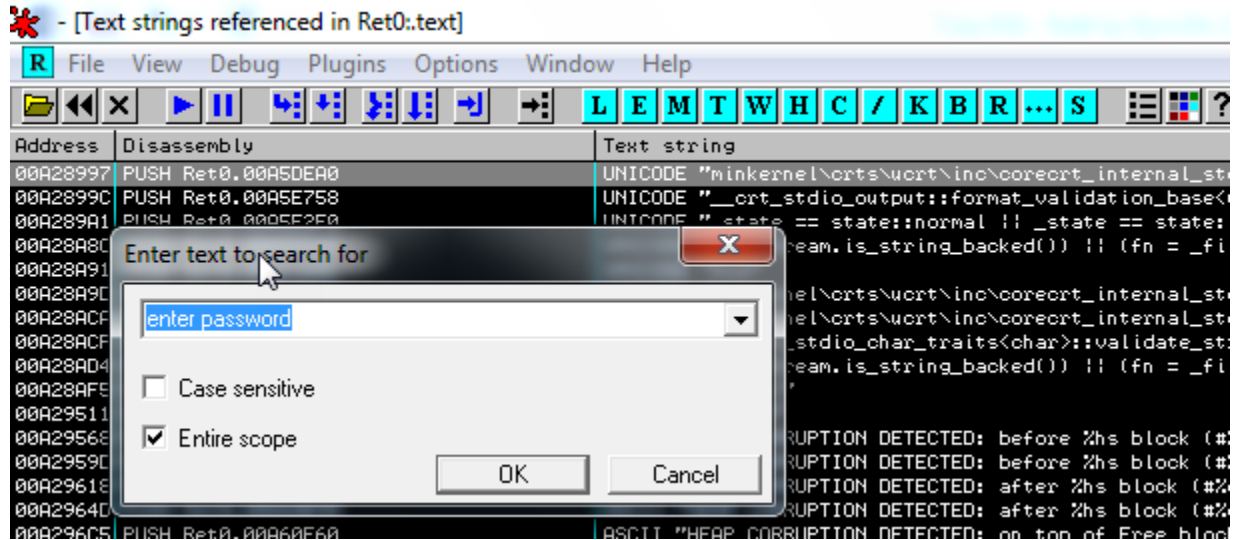 - [Text strings referenced in Ret0:.text]
R File View Debug Plugins Options Window Help
L E M T W H C / K B R ... S ?
Address Disassembly Text string
00A28997 PUSH Ret0.00A5DEA0 UNICODE "minkernel\crts\ucrt\inc\corecrt_internal_st
00A2899C PUSH Ret0.00A5E758 UNICODE "__crt_stdio_output::format_validation_base<
00A289A1 PUSH Ret0.00A5E2F0 UNICODE "_state == state::normal || _state == state:
00A28A8C ream.is_string_backed()) || (fn = _fi
00A28A91
00A28A9D nel\crts\ucrt\inc\corecrt_internal_st
00A28ACA nel\crts\ucrt\inc\corecrt_internal_st
00A28ACF _stdio_char_traits<char>::validate_st
00A28AD4 ream.is_string_backed()) || (fn = _fi
00A28AF5 "
00A29511
00A29568 RUPTION DETECTED: before %hs block (#%
00A2959D RUPTION DETECTED: before %hs block (#%
00A29618 RUPTION DETECTED: after %hs block (#%
00A2964D RUPTION DETECTED: after %hs block (#%
00A296C5 PUSH Ret0.00A60F60 ASCII "HEAP CORRUPTION DETECTED: on top of Free block
Enter text to search for
enter password
Case sensitive
Entire scope
OK Cancel